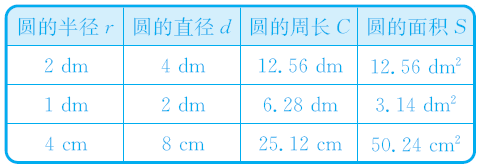 圆的半径 r 圆的直径 d 圆的周长 C 圆的面积 S
2 dm 4 dm 12.56 dm 12.56 dm²
1 dm 2 dm 6.28 dm 3.14 dm²
4 cm 8 cm 25.12 cm 50.24 cm²